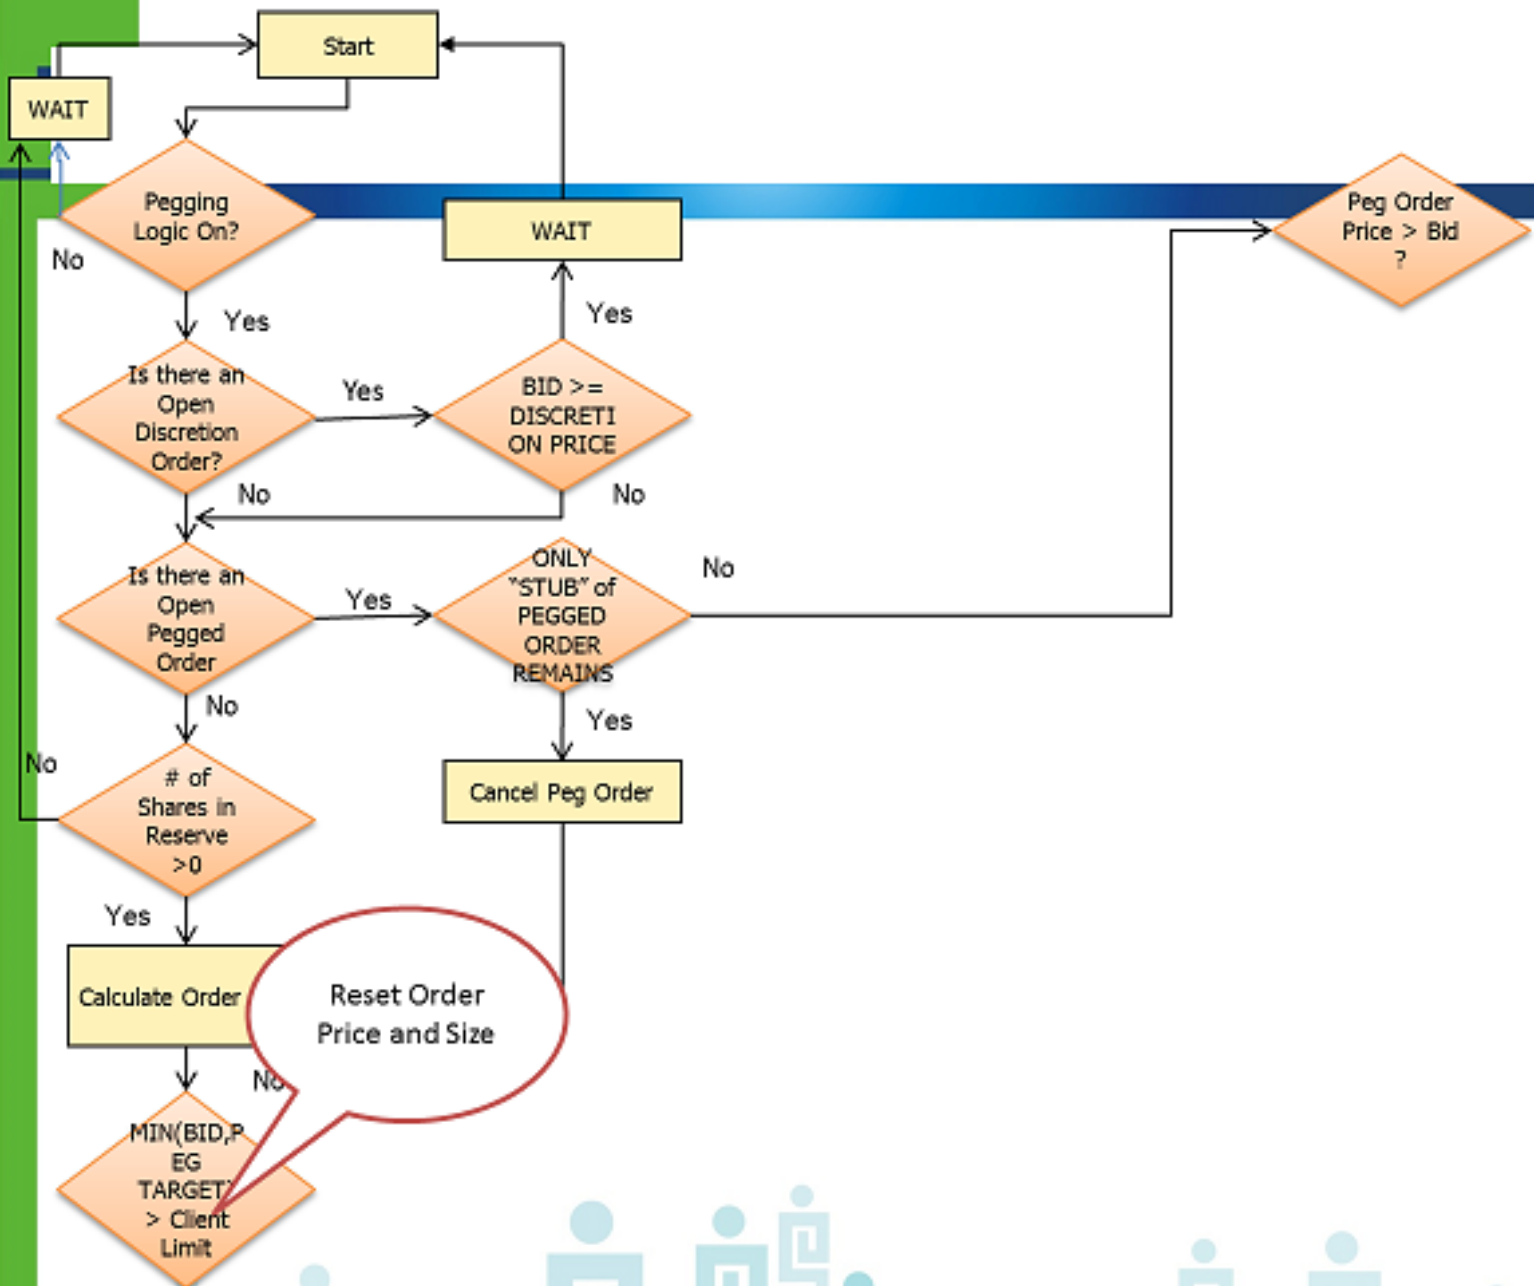 Start
WAIT
Pegging
Logic On?
WAIT
Peg Order
Price > Bid
?
No
Yes
Yes
Is there an
Open
Discretion
Order?
Yes
BID >=
DISCRETI
ON PRICE
No
No
Is there an
Open
Pegged
Order
Yes
ONLY
“STUB” of
PEGGED
ORDER
REMAINS
No
No
Yes
No
# of
Shares in
Reserve
>0
Cancel Peg Order
Yes
Calculate Order
Reset Order
Price and Size
No
MIN(BID,P
EG
TARGET)
> Client
Limit